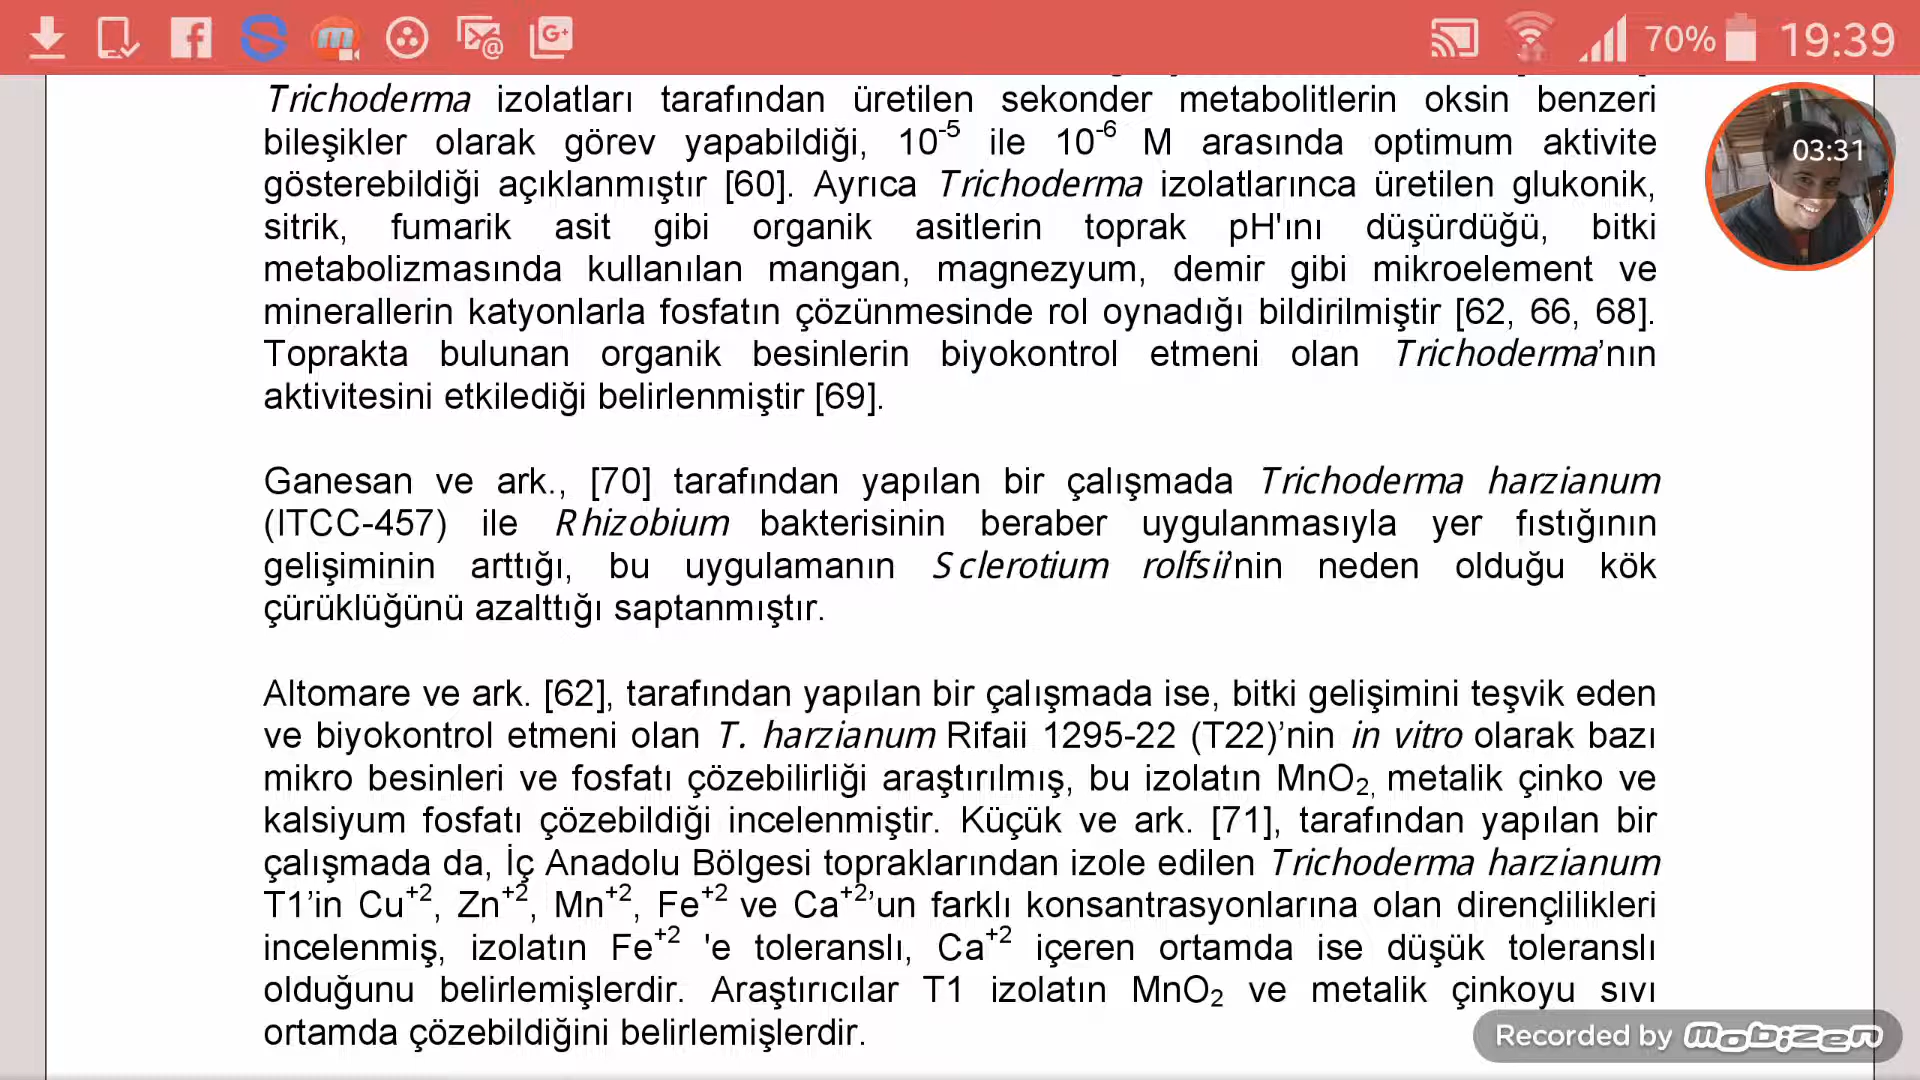 70% 19:39
Trichoderma izolatları tarafından üretilen sekonder metabolitlerin oksin benzeri
03:31
bileşikler olarak görev yapabildiği, 10⁻⁵ ile 10⁻⁶ M arasında optimum aktivite
gösterebildiği açıklanmıştır [60]. Ayrıca Trichoderma izolatlarınca üretilen glukonik,
sitrik, fumarik asit gibi organik asitlerin toprak pH'ını düşürdüğü, bitki
metabolizmasında kullanılan mangan, magnezyum, demir gibi mikroelement ve
minerallerin katyonlarla fosfatın çözünmesinde rol oynadığı bildirilmiştir [62, 66, 68].
Toprakta bulunan organik besinlerin biyokontrol etmeni olan Trichoderma’nın
aktivitesini etkilediği belirlenmiştir [69].
Ganesan ve ark., [70] tarafından yapılan bir çalışmada Trichoderma harzianum
(ITCC-457) ile Rhizobium bakterisinin beraber uygulanmasıyla yer fıstığının
gelişiminin arttığı, bu uygulamanın Sclerotium rolfsii’nin neden olduğu kök
çürüklüğünü azalttığı saptanmıştır.
Altomare ve ark. [62], tarafından yapılan bir çalışmada ise, bitki gelişimini teşvik eden
ve biyokontrol etmeni olan T. harzianum Rifaii 1295-22 (T22)’nin in vitro olarak bazı
mikro besinleri ve fosfatı çözebilirliği araştırılmış, bu izolatın MnO₂, metalik çinko ve
kalsiyum fosfatı çözebildiği incelenmiştir. Küçük ve ark. [71], tarafından yapılan bir
çalışmada da, İç Anadolu Bölgesi topraklarından izole edilen Trichoderma harzianum
T1’in Cu⁺², Zn⁺², Mn⁺², Fe⁺² ve Ca⁺²’un farklı konsantrasyonlarına olan dirençlilikleri
incelenmiş, izolatın Fe⁺² 'e toleranslı, Ca⁺² içeren ortamda ise düşük toleranslı
olduğunu belirlemişlerdir. Araştırıcılar T1 izolatın MnO₂ ve metalik çinkoyu sıvı
ortamda çözebildiğini belirlemişlerdir.
Recorded by mobizen